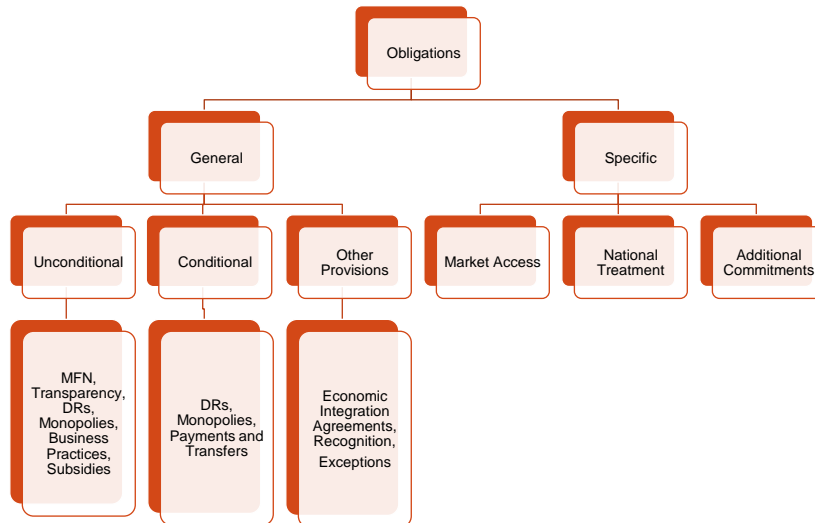 Obligations
General
Specific
Unconditional
Conditional
Other
Provisions
Market Access
National
Treatment
Additional
Commitments
MFN,
Transparency,
DRs,
Monopolies,
Business
Practices,
Subsidies
DRs,
Monopolies,
Payments and
Transfers
Economic
Integration
Agreements,
Recognition,
Exceptions